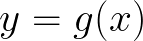 y = g(x)